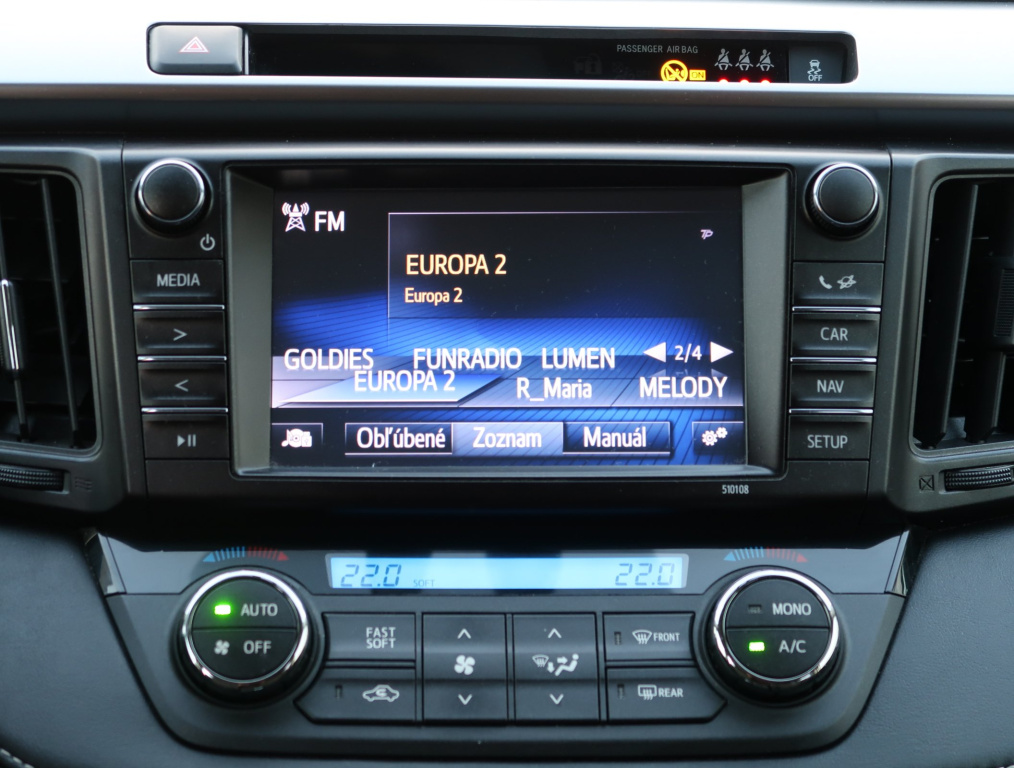 PASSENGER AIR BAG
ON
OFF
FM
TP
EUROPA 2
Europa 2
GOLDIES FUNRADIO LUMEN 2/4
EUROPA 2 R_Maria MELODY
Obľúbené Zoznam Manuál
MEDIA
>
<
CAR
NAV
SETUP
510108
22.0 SOFT 22.0
AUTO
OFF
FAST
SOFT
FRONT
REAR
MONO
A/C